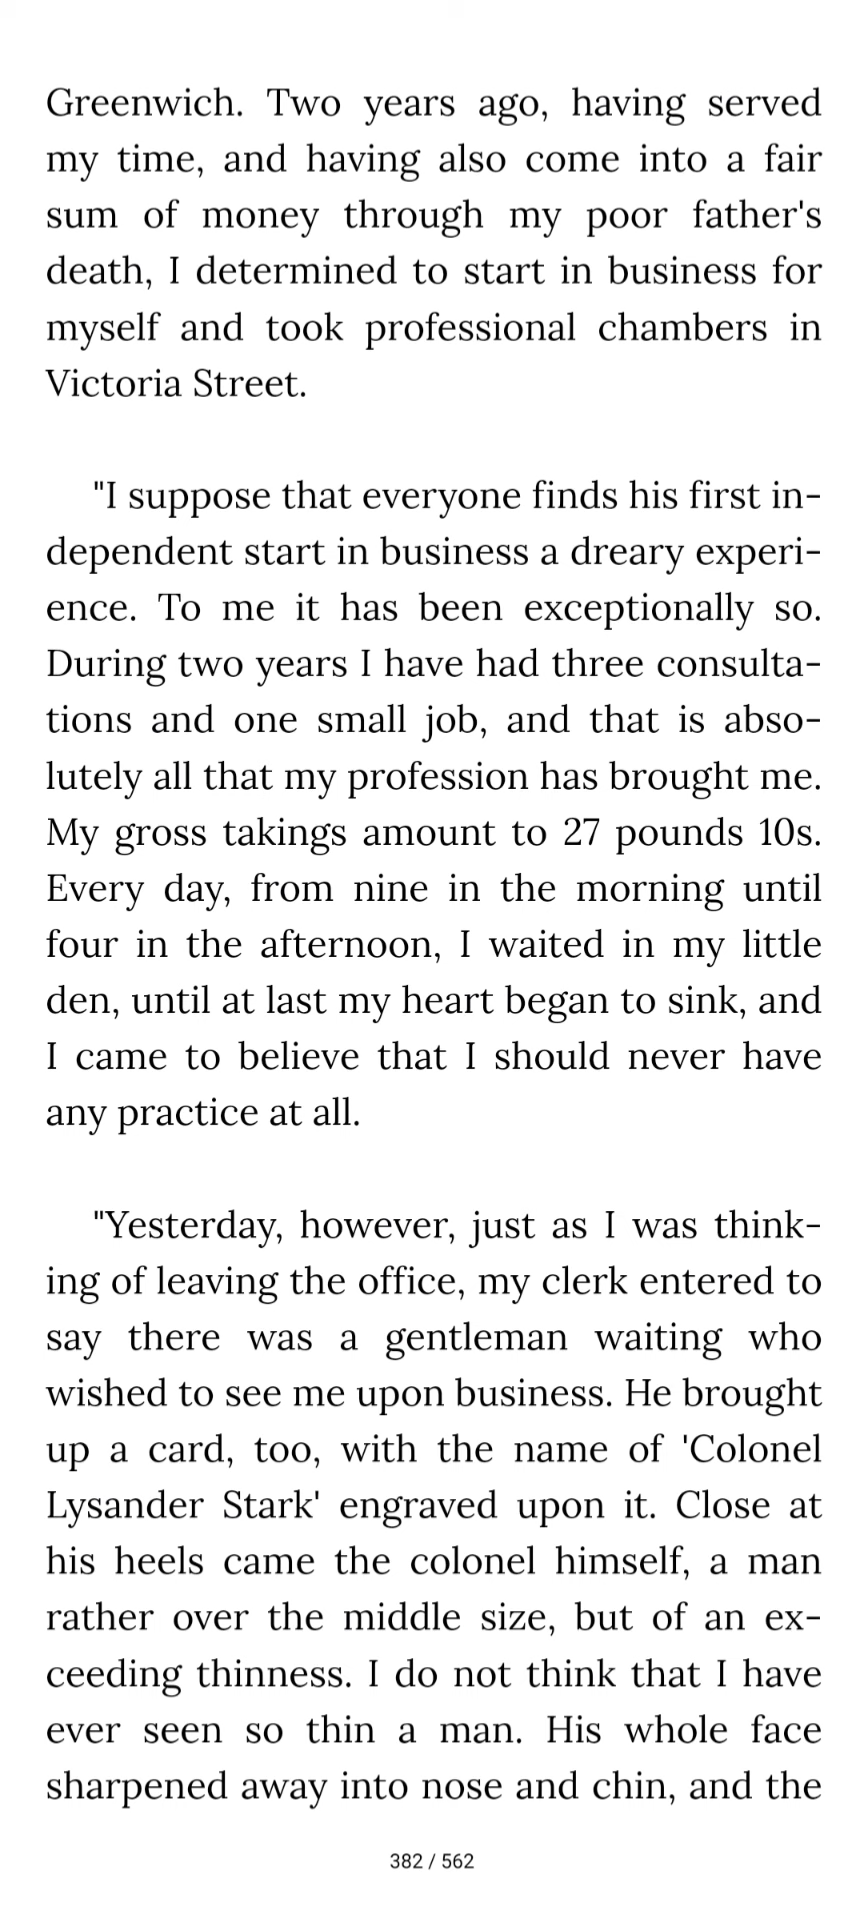 Greenwich. Two years ago, having served
my time, and having also come into a fair
sum of money through my poor father's
death, I determined to start in business for
myself and took professional chambers in
Victoria Street.
"I suppose that everyone finds his first in-
dependent start in business a dreary experi-
ence. To me it has been exceptionally so.
During two years I have had three consulta-
tions and one small job, and that is abso-
lutely all that my profession has brought me.
My gross takings amount to 27 pounds 10s.
Every day, from nine in the morning until
four in the afternoon, I waited in my little
den, until at last my heart began to sink, and
I came to believe that I should never have
any practice at all.
"Yesterday, however, just as I was think-
ing of leaving the office, my clerk entered to
say there was a gentleman waiting who
wished to see me upon business. He brought
up a card, too, with the name of 'Colonel
Lysander Stark' engraved upon it. Close at
his heels came the colonel himself, a man
rather over the middle size, but of an ex-
ceeding thinness. I do not think that I have
ever seen so thin a man. His whole face
sharpened away into nose and chin, and the
382 / 562